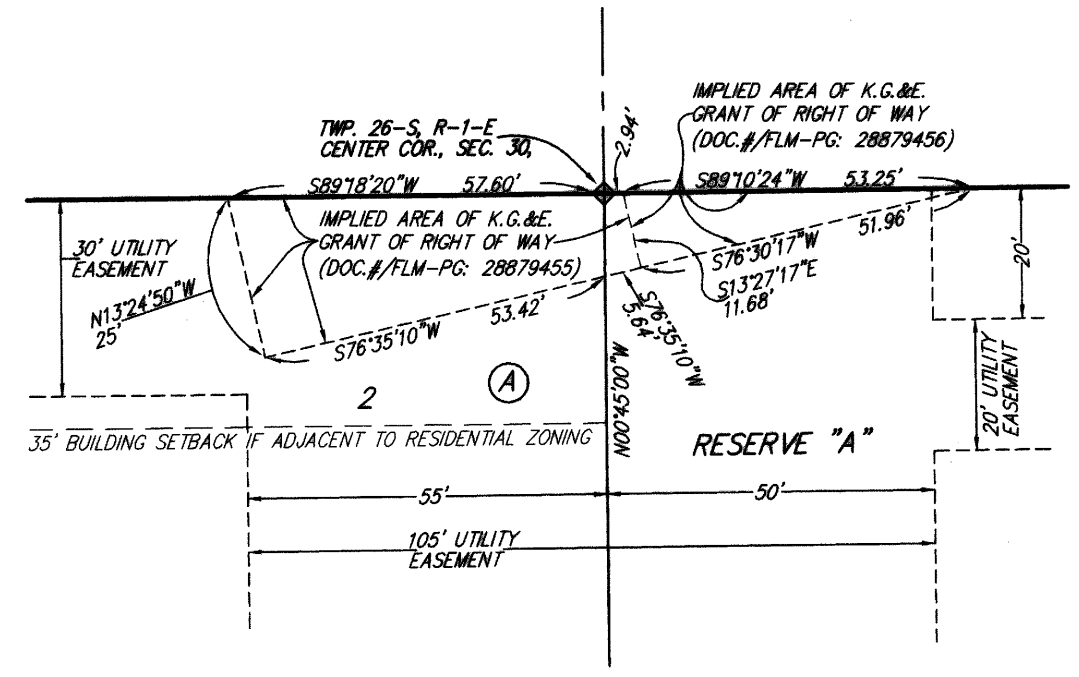 IMPLIED AREA OF K.G.&E.
GRANT OF RIGHT OF WAY
(DOC.#/FLM-PG: 28879456)
TWP. 26-S, R-1-E
CENTER COR., SEC. 30,
2.94'
S89°18'20"W 57.60'
S89°10'24"W 53.25'
IMPLIED AREA OF K.G.&E.
GRANT OF RIGHT OF WAY
(DOC.#/FLM-PG: 28879455)
30' UTILITY
EASEMENT
51.96'
S76°30'17"W
20'
S13°27'17"E
11.68'
N13°24'50"W
25'
53.42'
S76°35'10"W
S76°35'10"W
5.64'
N00°45'00"W
20' UTILITY
EASEMENT
2
A
35' BUILDING SETBACK IF ADJACENT TO RESIDENTIAL ZONING
RESERVE "A"
55'
50'
105' UTILITY
EASEMENT